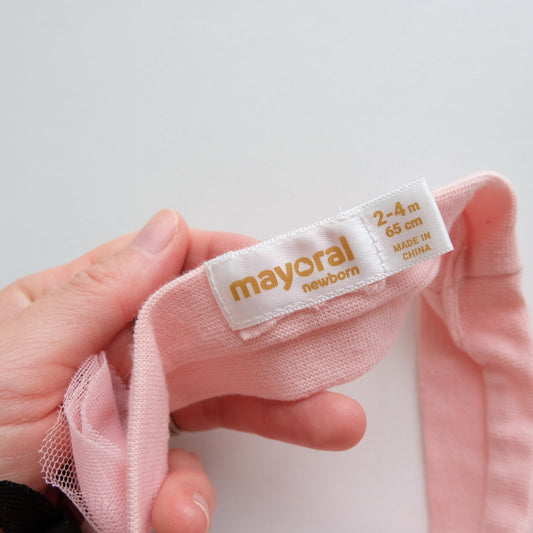 mayoral
newborn
2-4 m
65 cm
MADE IN
CHINA